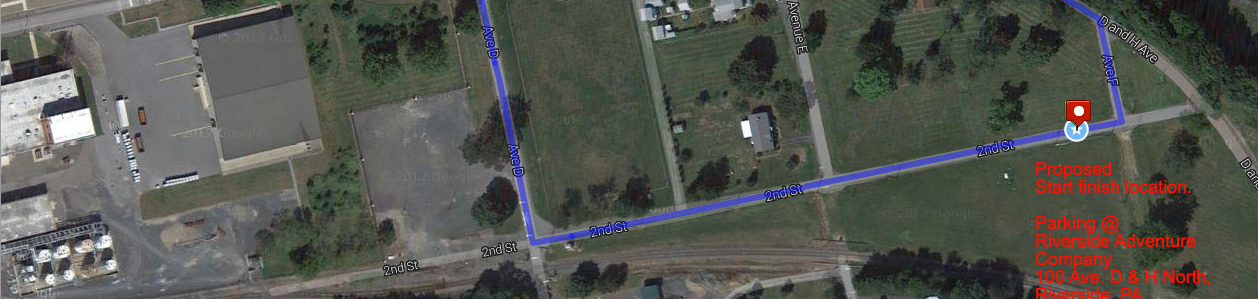 D and H Ave
Avenue E
Ave D
Ave F
Ave D
2nd St
2nd St
2nd St
2nd St
2nd St
Proposed
Start finish location.
Parking @
Riverside Adventure
Company
100 Ave. D & H North,
Riverside, PA